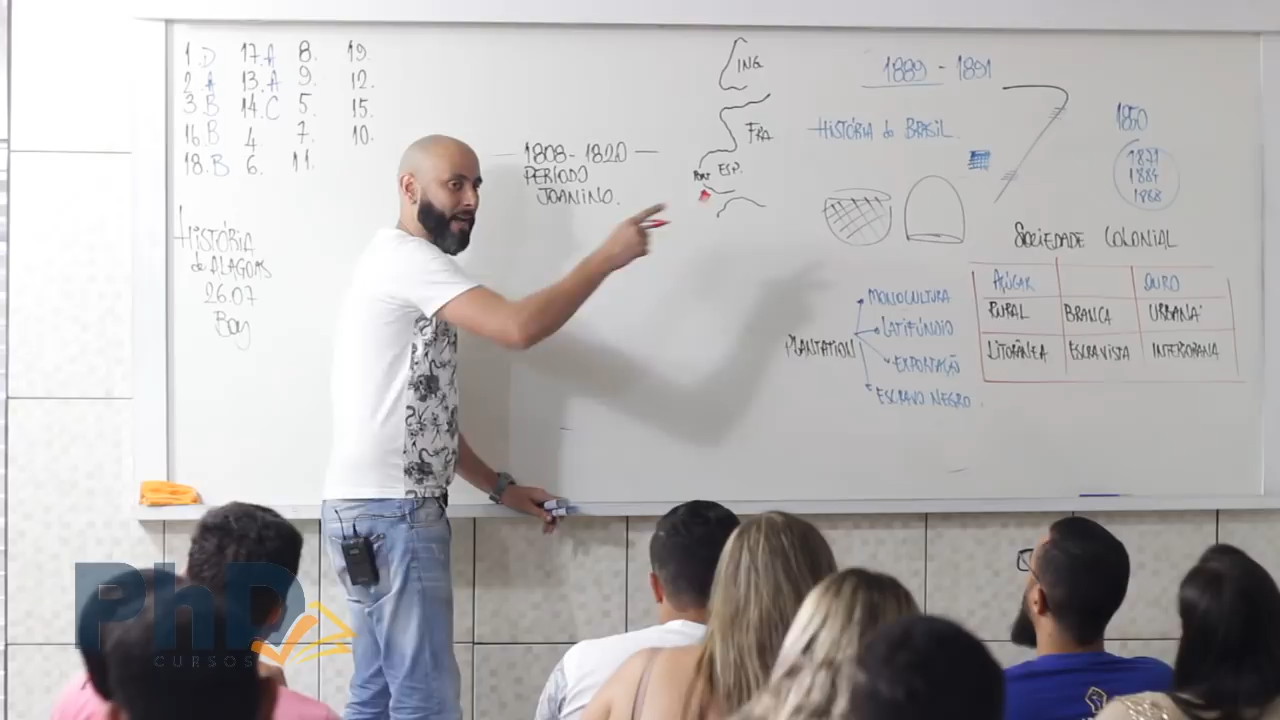 1. D 17. A 8. 19.
2. A 13. A 9. 12.
3. B 14. C 5. 15.
16. B 4 7. 10.
18. B 6. 11.
HISTÓRIA
de ALAGOAS
26.07
Boy
1808 - 1820
PERÍODO
JOANINO.
ING
FRA
ESP.
1889 - 1891
HISTÓRIA do BRASIL.
1850
1871
1884
1888
SOCIEDADE COLONIAL
AÇÚCAR OURO
RURAL BRANCA URBANA
LITORÂNEA ESCRAVISTA INTERIORANA
PLANTATION
MONOCULTURA
LATIFÚNDIO
EXPORTAÇÃO
ESCRAVO NEGRO.
PhD
CURSOS